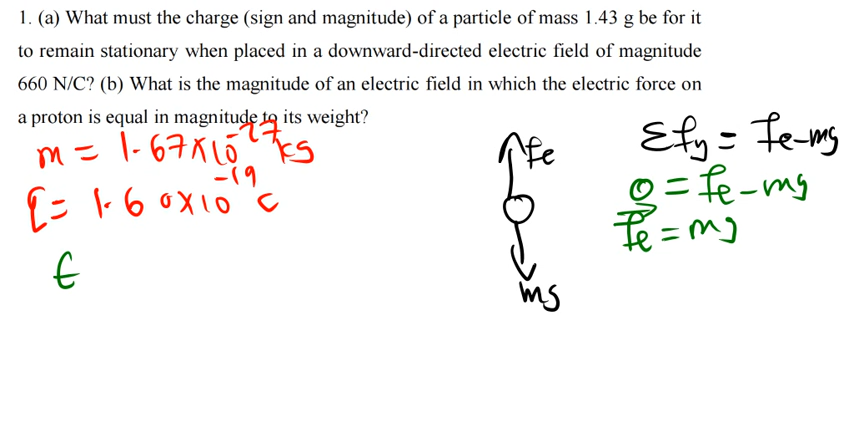 1. (a) What must the charge (sign and magnitude) of a particle of mass 1.43 g be for it
to remain stationary when placed in a downward-directed electric field of magnitude
660 N/C? (b) What is the magnitude of an electric field in which the electric force on
a proton is equal in magnitude to its weight?
m = 1.67×10⁻²⁷ kg
= 1.60×10⁻¹⁹ C
E
Fe
mg
ΣFy = Fe-mg
0 = Fe-mg
Fe = mg